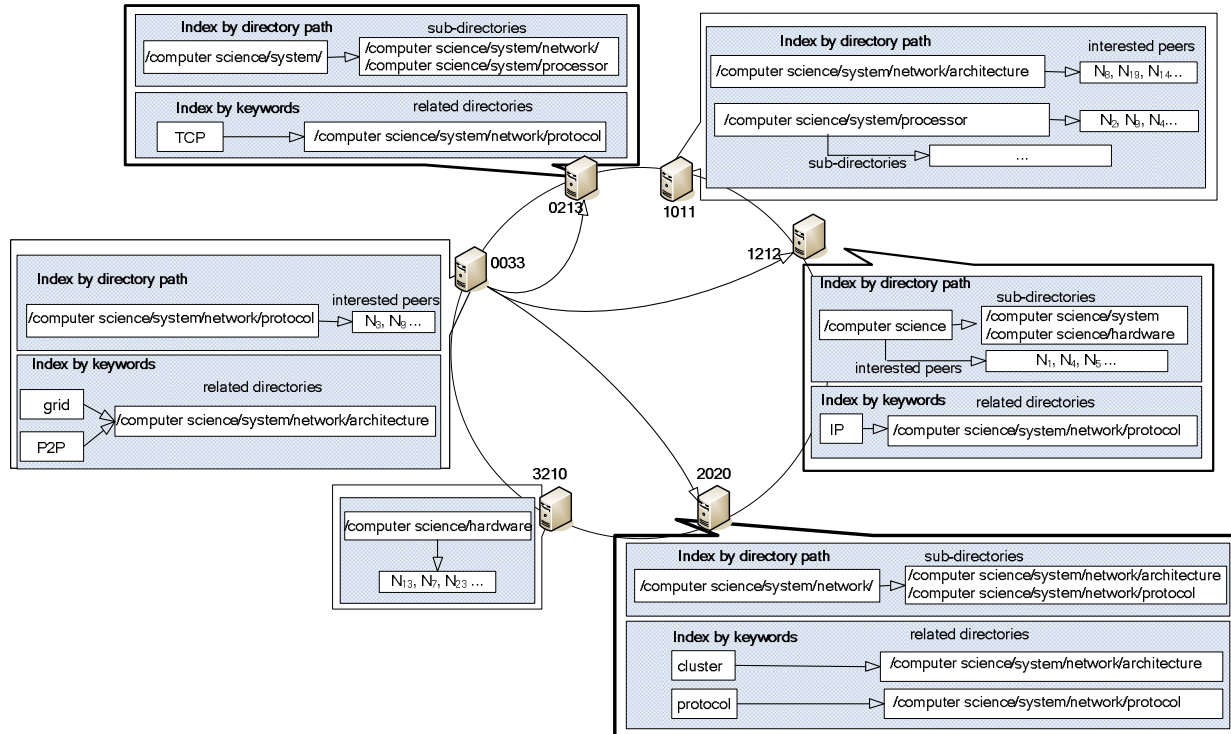 Index by directory path
sub-directories
/computer science/system/
/computer science/system/network/
/computer science/system/processor
Index by keywords
related directories
TCP
/computer science/system/network/protocol
0213
Index by directory path
interested peers
/computer science/system/network/architecture
N8, N19, N14...
/computer science/system/processor
N2, N9, N4...
sub-directories
...
1011
1212
Index by directory path
sub-directories
/computer science
/computer science/system
/computer science/hardware
interested peers
N1, N4, N5 ...
Index by keywords
related directories
IP
/computer science/system/network/protocol
0033
Index by directory path
interested peers
/computer science/system/network/protocol
N3, N9 ...
Index by keywords
related directories
grid
P2P
/computer science/system/network/architecture
3210
/computer science/hardware
N13, N7, N23 ...
2020
Index by directory path
sub-directories
/computer science/system/network/
/computer science/system/network/architecture
/computer science/system/network/protocol
Index by keywords
related directories
cluster
/computer science/system/network/architecture
protocol
/computer science/system/network/protocol